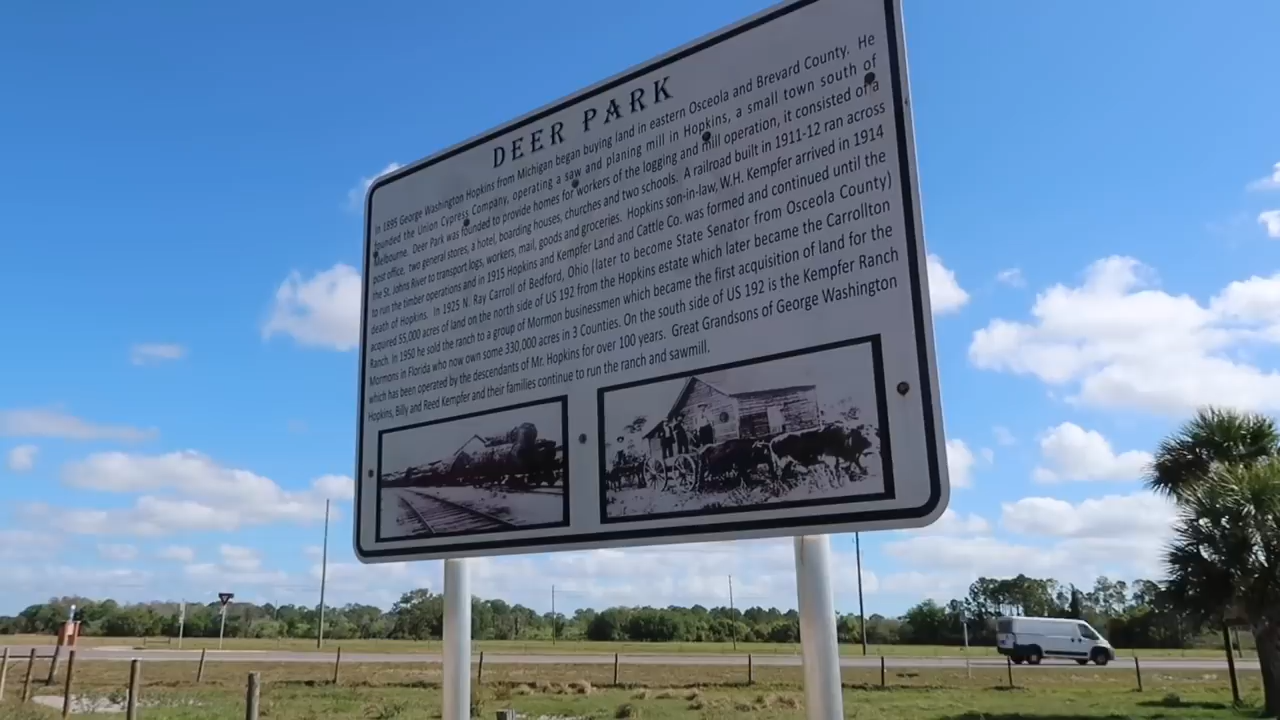 DEER PARK
In 1895 George Washington Hopkins from Michigan began buying land in eastern Osceola and Brevard County. He
founded the Union Cypress Company, operating a saw and planing mill in Hopkins, a small town south of
Melbourne. Deer Park was founded to provide homes for workers of the logging and mill operation, it consisted of a
post office, two general stores, a hotel, boarding houses, churches and two schools. A railroad built in 1911-12 ran across
the St. Johns River to transport logs, workers, mail, goods and groceries. Hopkins son-in-law, W.H. Kempfer arrived in 1914
to run the timber operations and in 1915 Hopkins and Kempfer Land and Cattle Co. was formed and continued until the
death of Hopkins. In 1925 N. Ray Carroll of Bedford, Ohio (later to become State Senator from Osceola County)
acquired 55,000 acres of land on the north side of US 192 from the Hopkins estate which later became the Carrollton
Ranch. In 1950 he sold the ranch to a group of Mormon businessmen which became the first acquisition of land for the
Mormons in Florida who now own some 330,000 acres in 3 Counties. On the south side of US 192 is the Kempfer Ranch
which has been operated by the descendants of Mr. Hopkins for over 100 years. Great Grandsons of George Washington
Hopkins, Billy and Reed Kempfer and their families continue to run the ranch and sawmill.